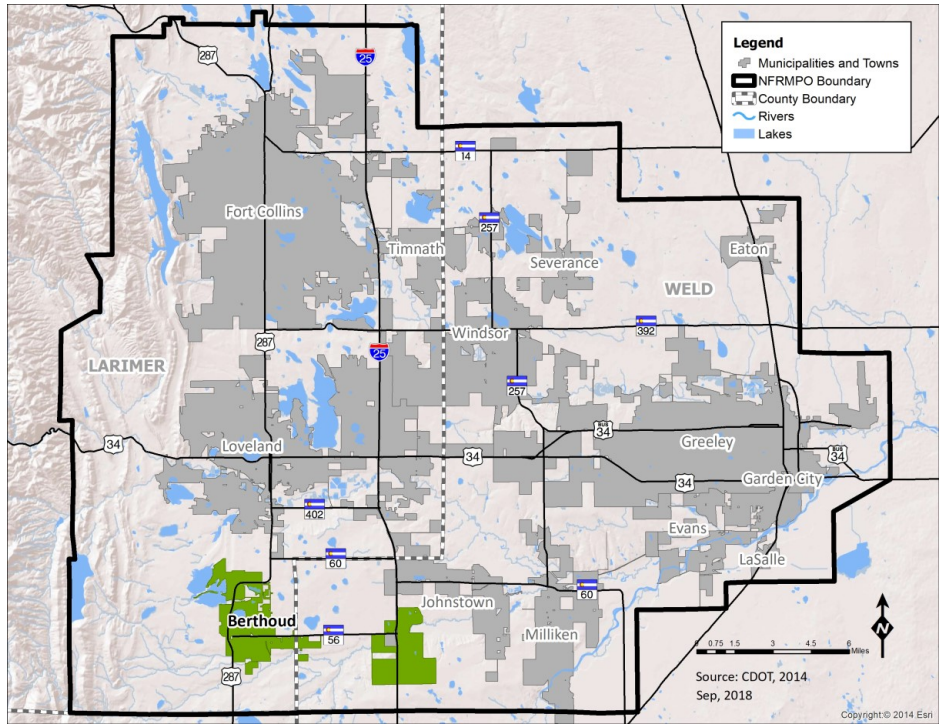 Legend
Municipalities and Towns
NFRMPO Boundary
County Boundary
Rivers
Lakes
287
25
14
Fort Collins
257
Timnath
Severance
Eaton
WELD
392
Windsor
287
25
LARIMER
257
34
Loveland
34
BUS
34
Greeley
BUS
34
34
Garden City
402
Evans
60
LaSalle
60
Johnstown
Berthoud
56
Milliken
287
N
0 0.75 1.5 3 4.5 6
Miles
Source: CDOT, 2014
Sep, 2018
Copyright:© 2014 Esri